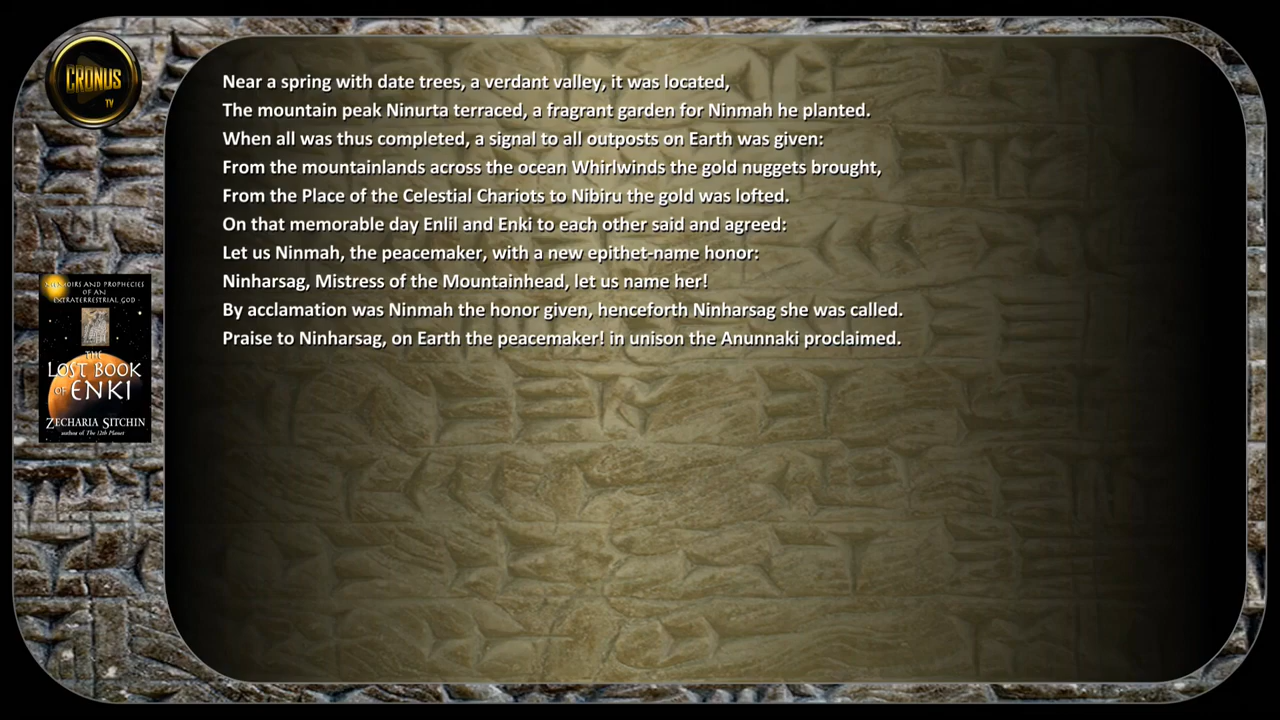 CRONUS
TV
Near a spring with date trees, a verdant valley, it was located,
The mountain peak Ninurta terraced, a fragrant garden for Ninmah he planted.
When all was thus completed, a signal to all outposts on Earth was given:
From the mountainlands across the ocean Whirlwinds the gold nuggets brought,
From the Place of the Celestial Chariots to Nibiru the gold was lofted.
On that memorable day Enlil and Enki to each other said and agreed:
Let us Ninmah, the peacemaker, with a new epithet-name honor:
Ninharsag, Mistress of the Mountainhead, let us name her!
By acclamation was Ninmah the honor given, henceforth Ninharsag she was called.
Praise to Ninharsag, on Earth the peacemaker! in unison the Anunnaki proclaimed.
MEMOIRS AND PROPHECIES
OF AN
EXTRATERRESTRIAL GOD
THE
LOST BOOK
OF ENKI
ZECHARIA SITCHIN
author of The 12th Planet